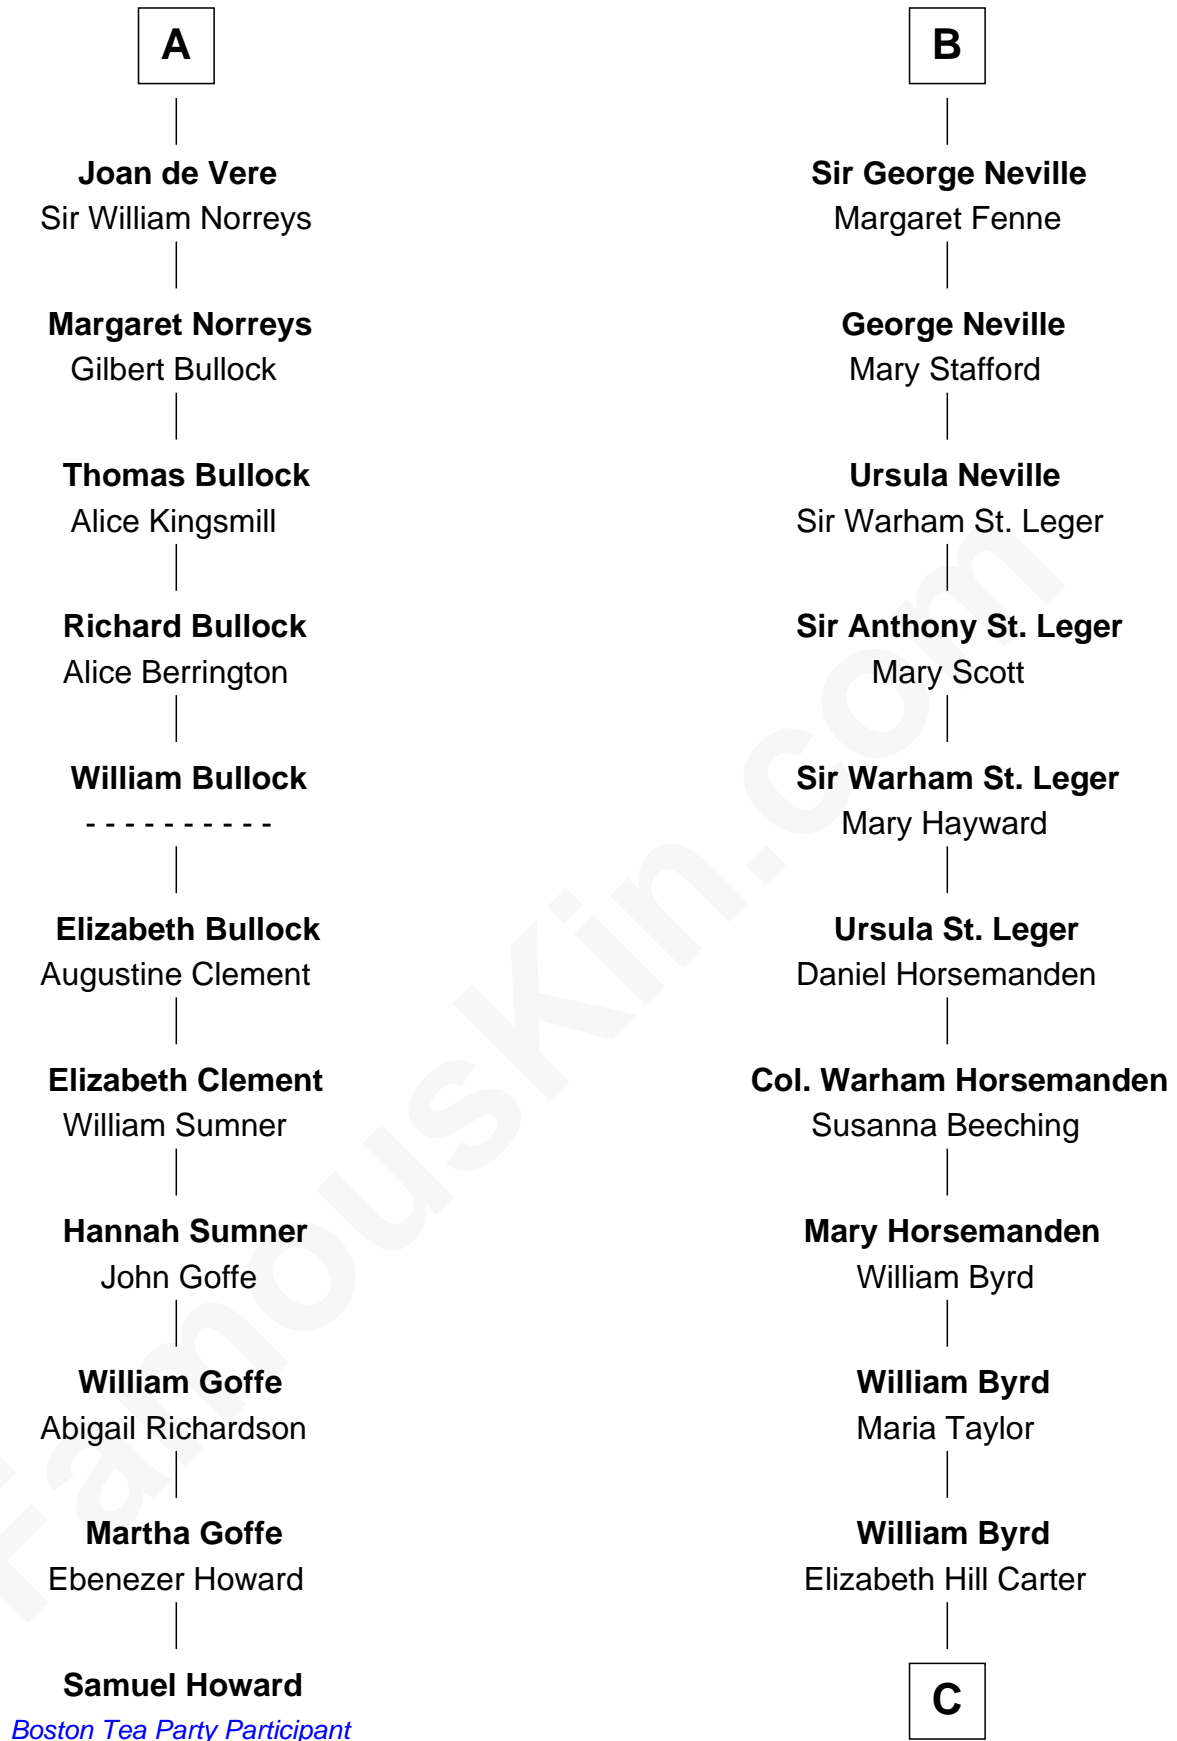 A
Joan de Vere
Sir William Norreys
Margaret Norreys
Gilbert Bullock
Thomas Bullock
Alice Kingsmill
Richard Bullock
Alice Berrington
William Bullock
- - - - - - - - - -
Elizabeth Bullock
Augustine Clement
Elizabeth Clement
William Sumner
Hannah Sumner
John Goffe
William Goffe
Abigail Richardson
Martha Goffe
Ebenezer Howard
Samuel Howard
Boston Tea Party Participant
B
Sir George Neville
Margaret Fenne
George Neville
Mary Stafford
Ursula Neville
Sir Warham St. Leger
Sir Anthony St. Leger
Mary Scott
Sir Warham St. Leger
Mary Hayward
Ursula St. Leger
Daniel Horsemanden
Col. Warham Horsemanden
Susanna Beeching
Mary Horsemanden
William Byrd
William Byrd
Maria Taylor
William Byrd
Elizabeth Hill Carter
C
FamousKin.com